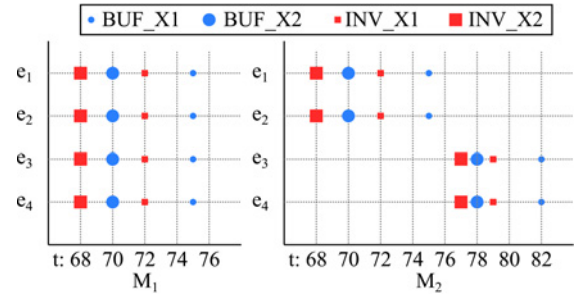 BUF_X1 BUF_X2 INV_X1 INV_X2
e1 e1
e2 e2
e3 e3
e4 e4
t: 68 70 72 74 76 t: 68 70 72 74 78 80 82
M1 M2